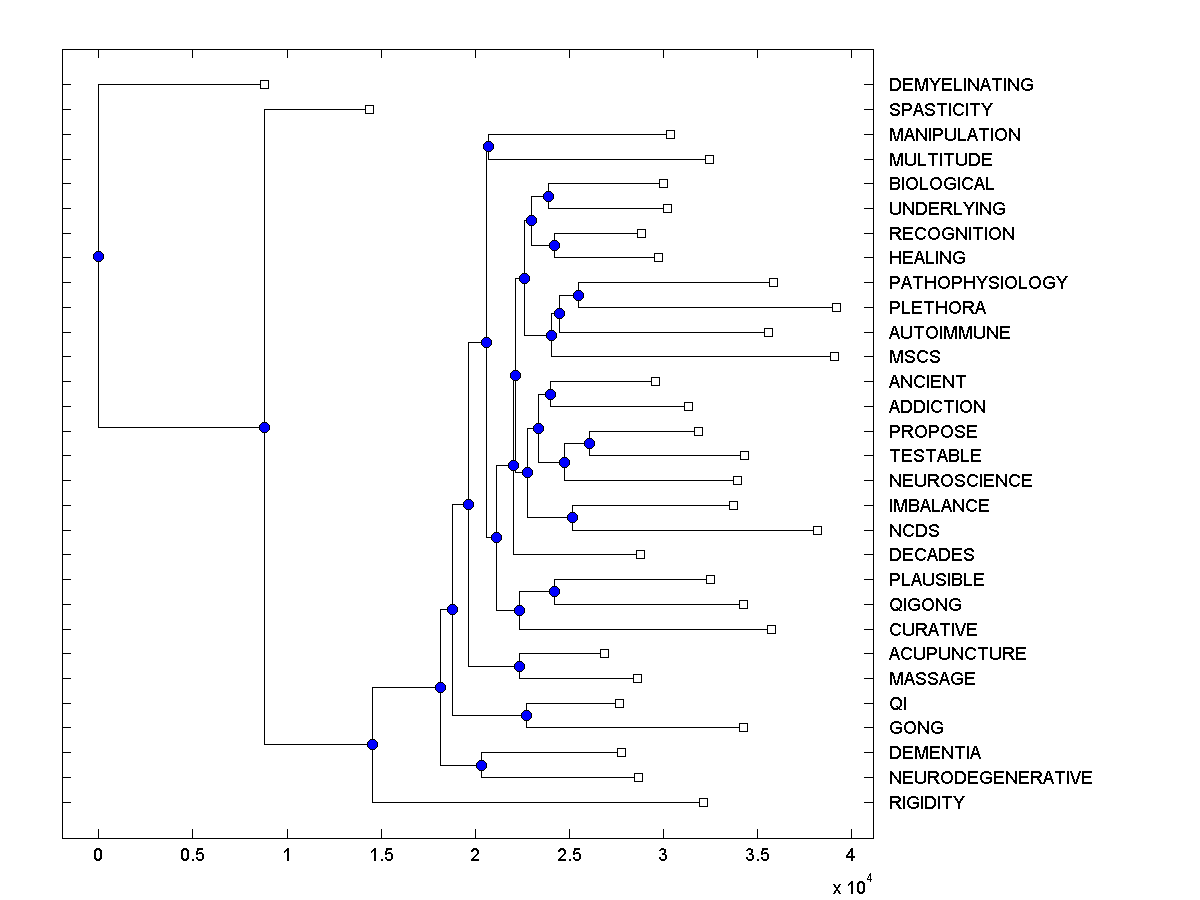 DEMYELINATING
SPASTICITY
MANIPULATION
MULTITUDE
BIOLOGICAL
UNDERLYING
RECOGNITION
HEALING
PATHOPHYSIOLOGY
PLETHORA
AUTOIMMUNE
MSCS
ANCIENT
ADDICTION
PROPOSE
TESTABLE
NEUROSCIENCE
IMBALANCE
NCDS
DECADES
PLAUSIBLE
QIGONG
CURATIVE
ACUPUNCTURE
MASSAGE
QI
GONG
DEMENTIA
NEURODEGENERATIVE
RIGIDITY
0 0.5 1 1.5 2 2.5 3 3.5 4
x 10^4